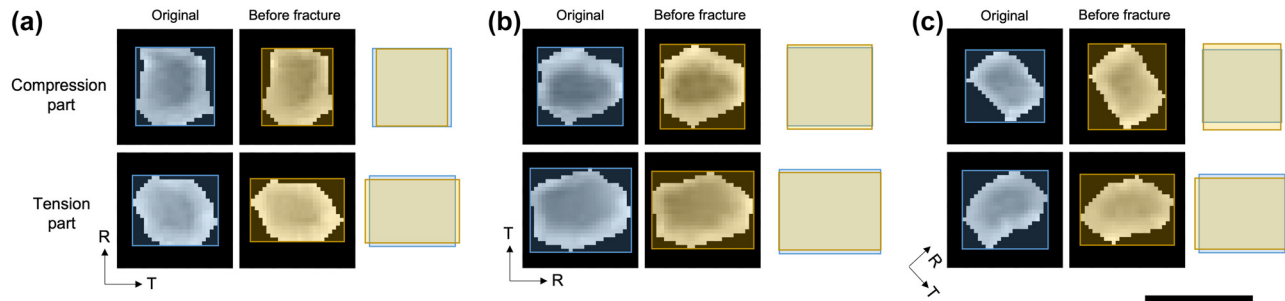 (a)
Original
Before fracture
(b)
Original
Before fracture
(c)
Original
Before fracture
Compression
part
Tension
part
R
T
T
R
R
T